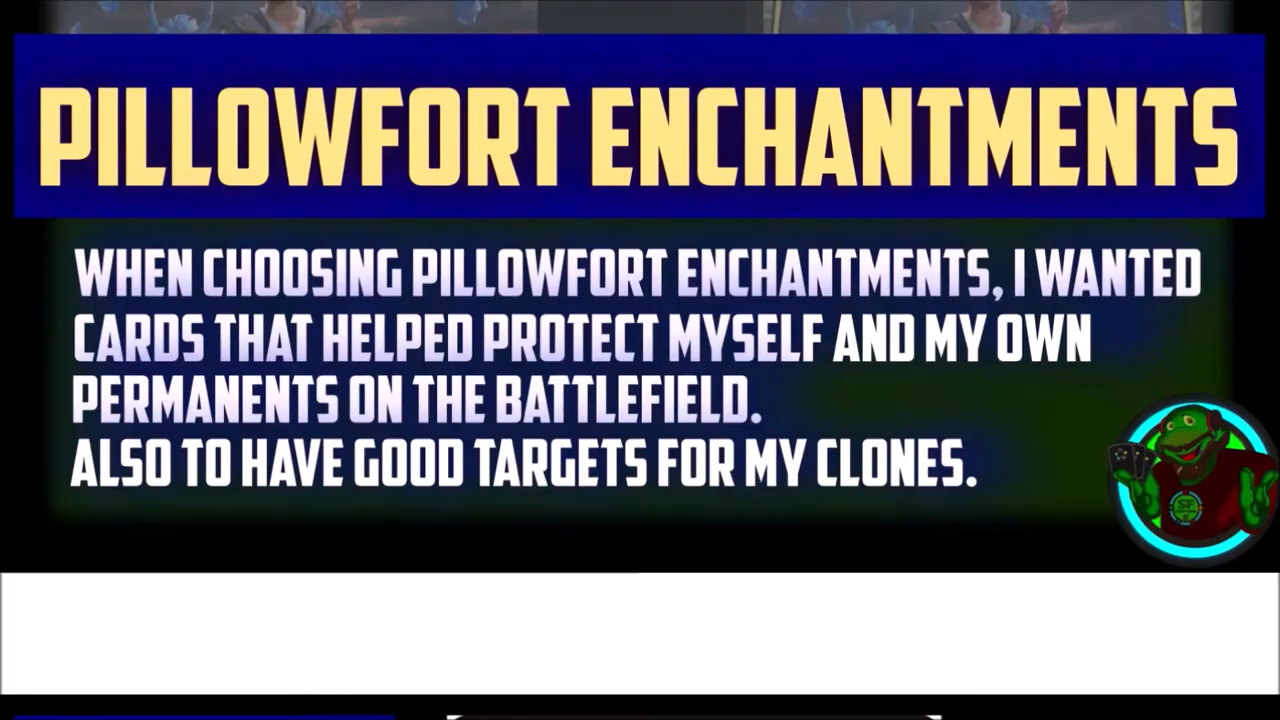 PILLOWFORT ENCHANTMENTS
WHEN CHOOSING PILLOWFORT ENCHANTMENTS, I WANTED
CARDS THAT HELPED PROTECT MYSELF AND MY OWN
PERMANENTS ON THE BATTLEFIELD.
ALSO TO HAVE GOOD TARGETS FOR MY CLONES.
SF